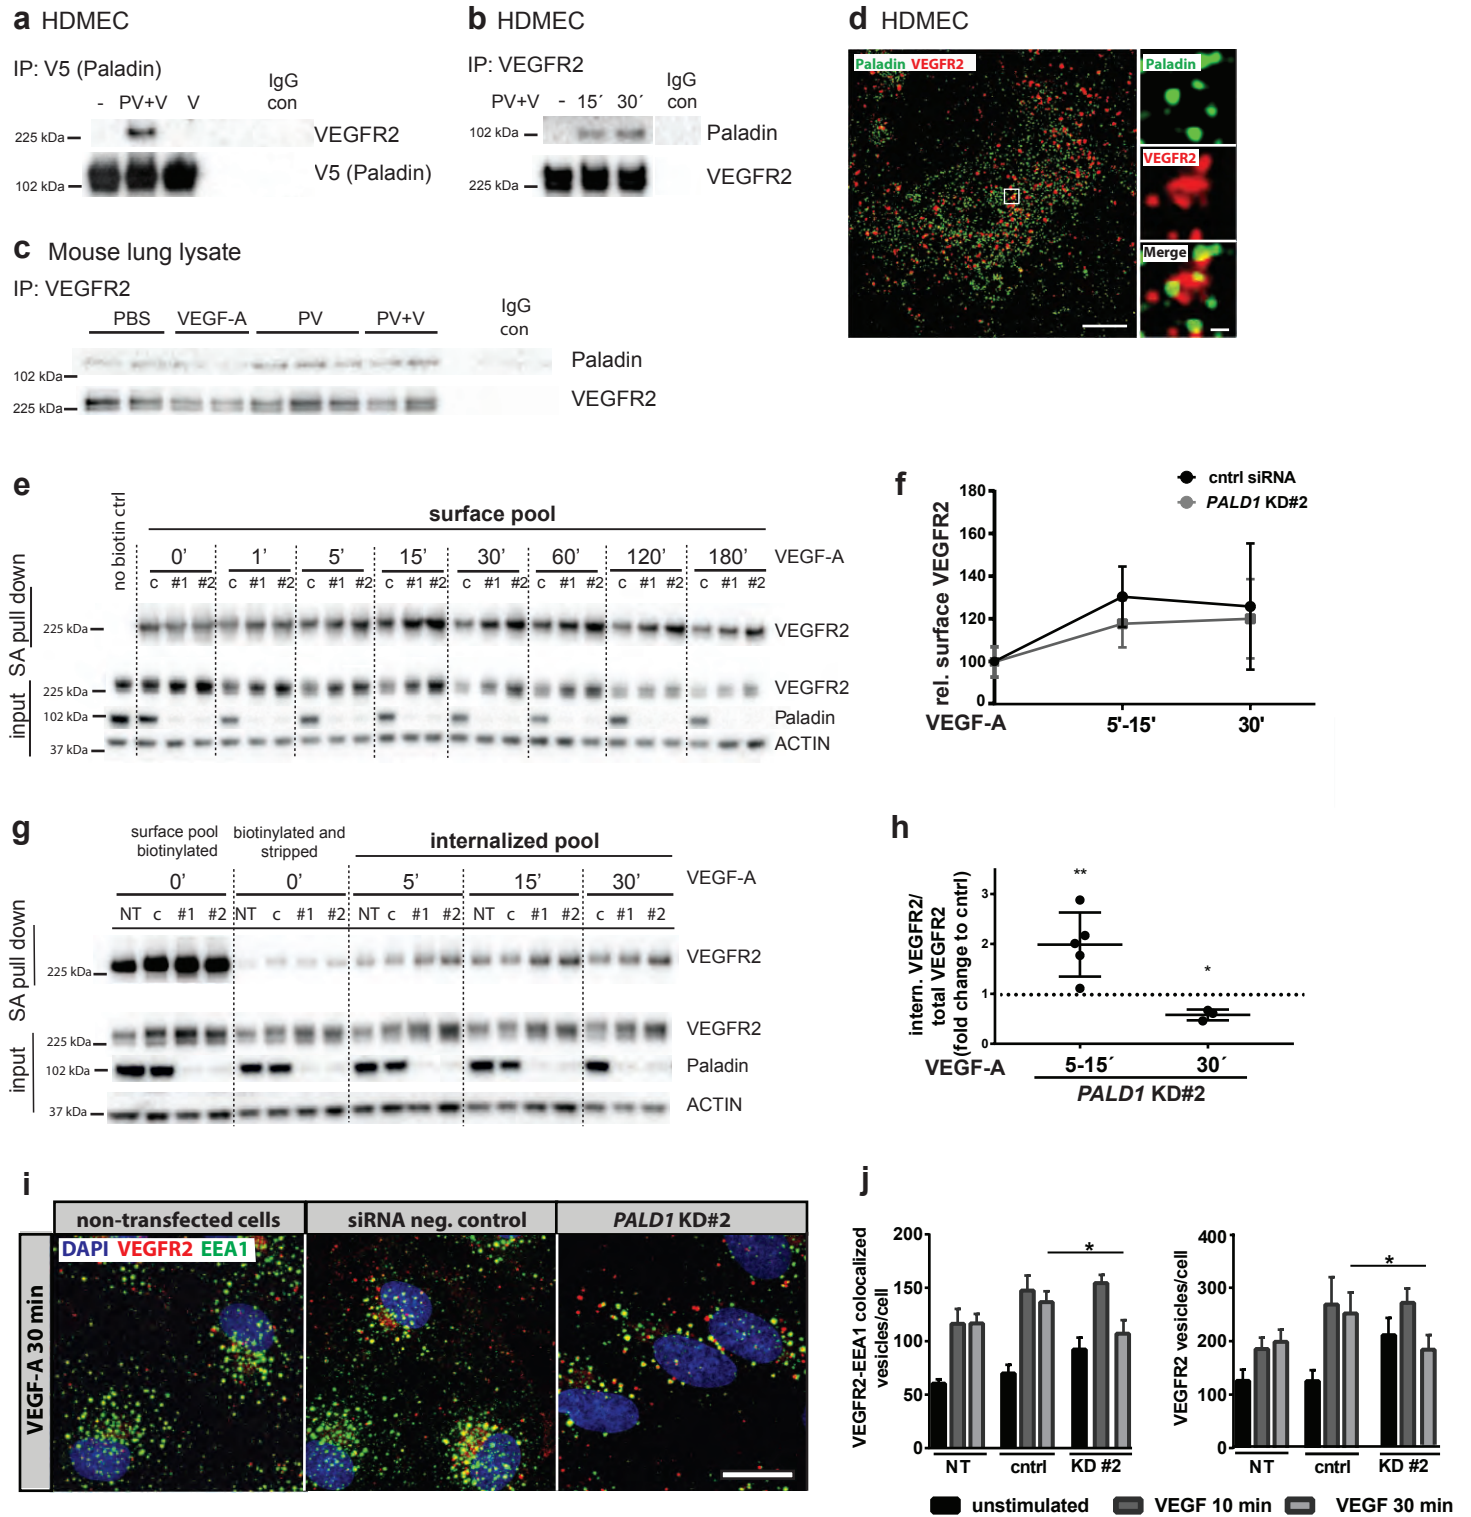 a HDMEC
IP: V5 (Paladin)
IgG
con
- PV+V V
225 kDa
VEGFR2
102 kDa
V5 (Paladin)
b HDMEC
IP: VEGFR2
IgG
con
PV+V - 15´ 30´
102 kDa
Paladin
225 kDa
VEGFR2
c Mouse lung lysate
IP: VEGFR2
PBS VEGF-A PV PV+V
IgG
con
Paladin
102 kDa
VEGFR2
225 kDa
d HDMEC
Paladin VEGFR2
Paladin
VEGFR2
Merge
e
no biotin ctrl
surface pool
0’ 1’ 5’ 15’ 30’ 60’ 120’ 180’ VEGF-A
c #1 #2 c #1 #2 c #1 #2 c #1 #2 c #1 #2 c #1 #2 c #1 #2 c #1 #2
SA pull down
225 kDa
VEGFR2
input
225 kDa
VEGFR2
102 kDa
Paladin
37 kDa
ACTIN
f
cntrl siRNA
PALD1 KD#2
rel. surface VEGFR2
180
160
140
120
100
0
VEGF-A 5'-15' 30'
g
surface pool
biotinylated
biotinylated and
stripped
internalized pool
0’ 0’ 5’ 15’ 30’ VEGF-A
NT c #1 #2 NT c #1 #2 NT c #1 #2 NT c #1 #2 c #1 #2
SA pull down
225 kDa
VEGFR2
input
225 kDa
VEGFR2
102 kDa
Paladin
37 kDa
ACTIN
h
intern. VEGFR2/
total VEGFR2
(fold change to cntrl)
3
2
1
0
**
*
VEGF-A 5-15´ 30´
PALD1 KD#2
i
non-transfected cells siRNA neg. control PALD1 KD#2
VEGF-A 30 min
DAPI VEGFR2 EEA1
j
VEGFR2-EEA1 colocalized
vesicles/cell
200
150
100
50
0
*
NT cntrl KD #2
VEGFR2 vesicles/cell
400
300
200
100
0
*
NT cntrl KD #2
unstimulated VEGF 10 min VEGF 30 min